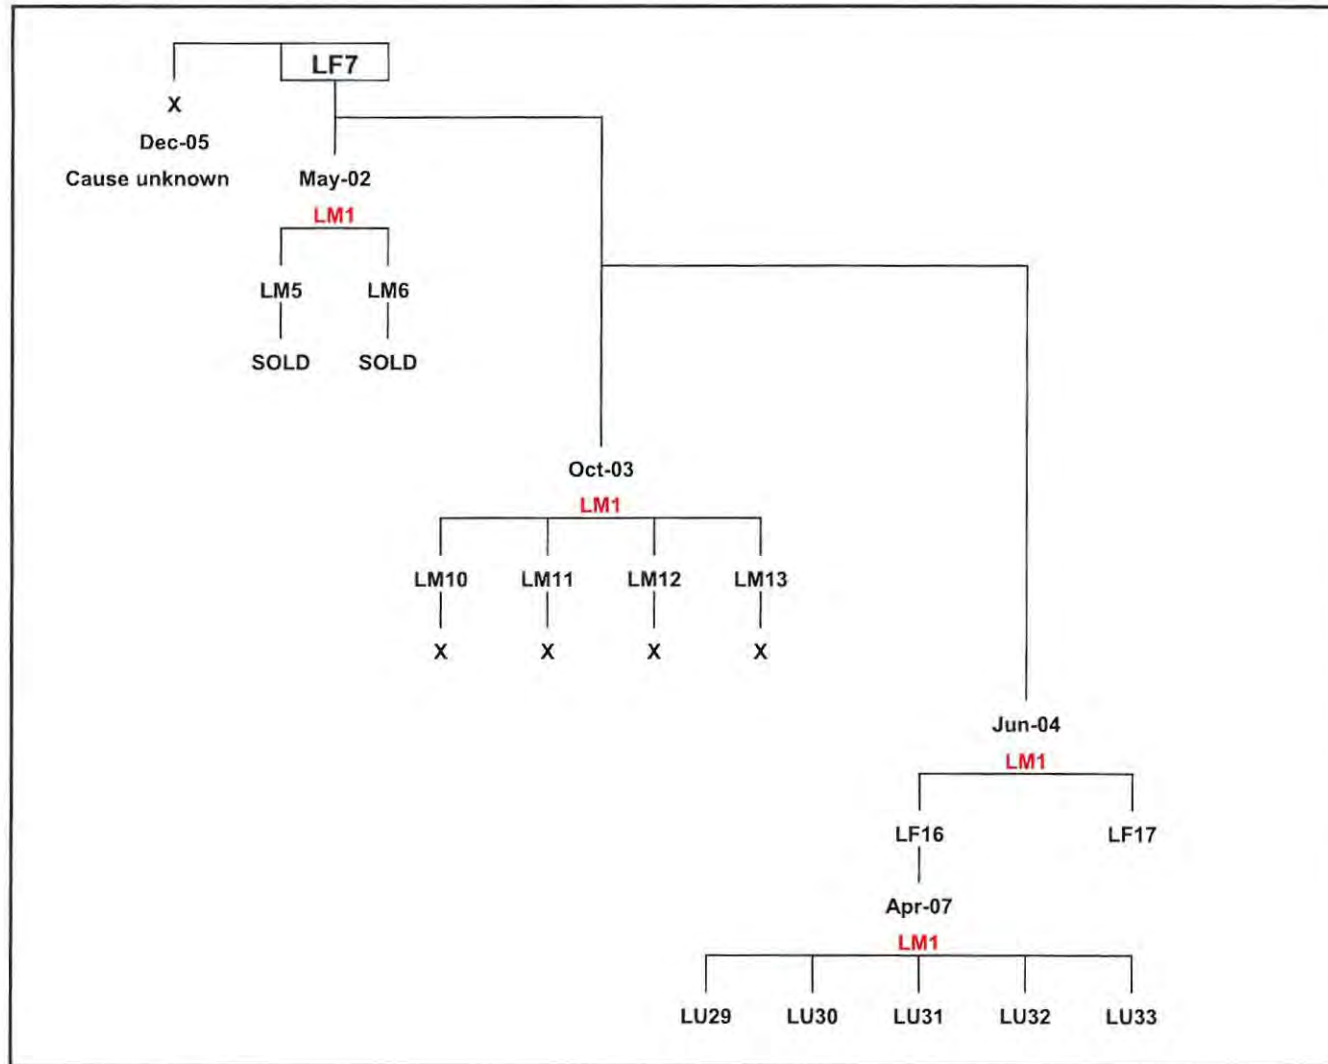 LF7
X
Dec-05
Cause unknown
May-02
LM1
LM5 LM6
SOLD SOLD
Oct-03
LM1
LM10 LM11 LM12 LM13
X X X X
Jun-04
LM1
LF16 LF17
Apr-07
LM1
LU29 LU30 LU31 LU32 LU33